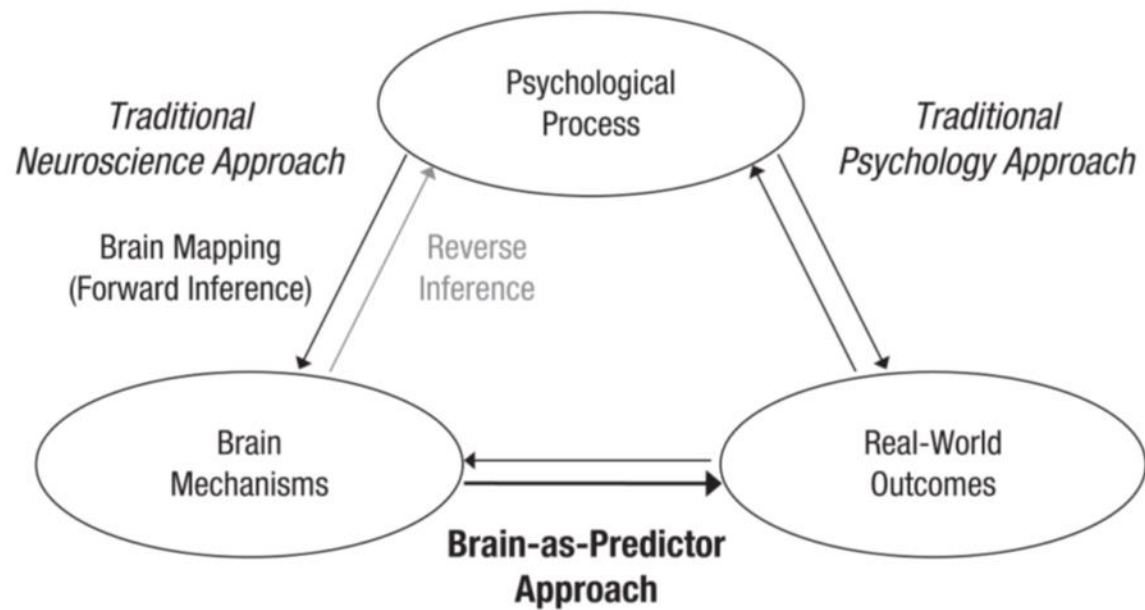 Psychological
Process
Traditional
Neuroscience Approach
Traditional
Psychology Approach
Brain Mapping
(Forward Inference)
Reverse
Inference
Brain
Mechanisms
Real-World
Outcomes
Brain-as-Predictor
Approach